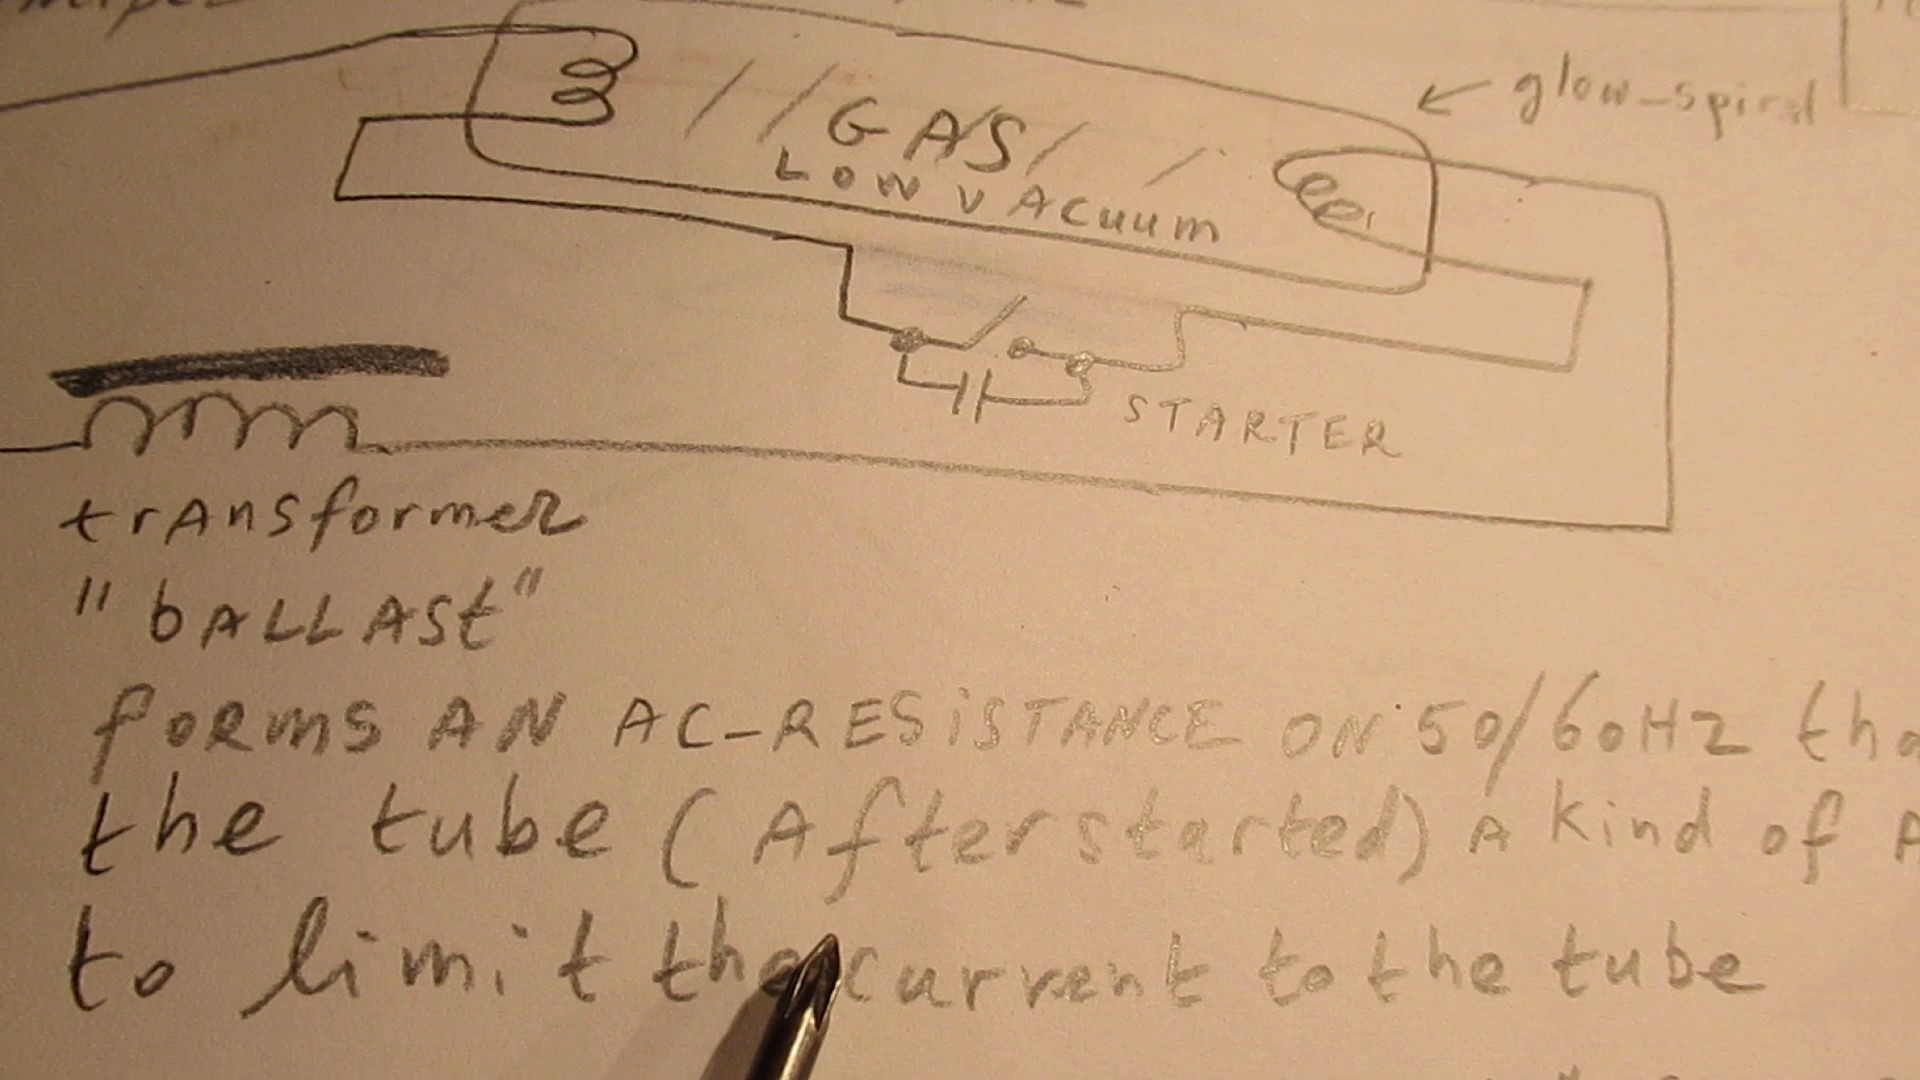 glow-spiral
GAS
LOW VACUUM
STARTER
transformer
"bALLASt"
forms AN AC-RESiSTANCE ON 50/60HZ
the tube (After started) A kind of
to limit the current to the tube